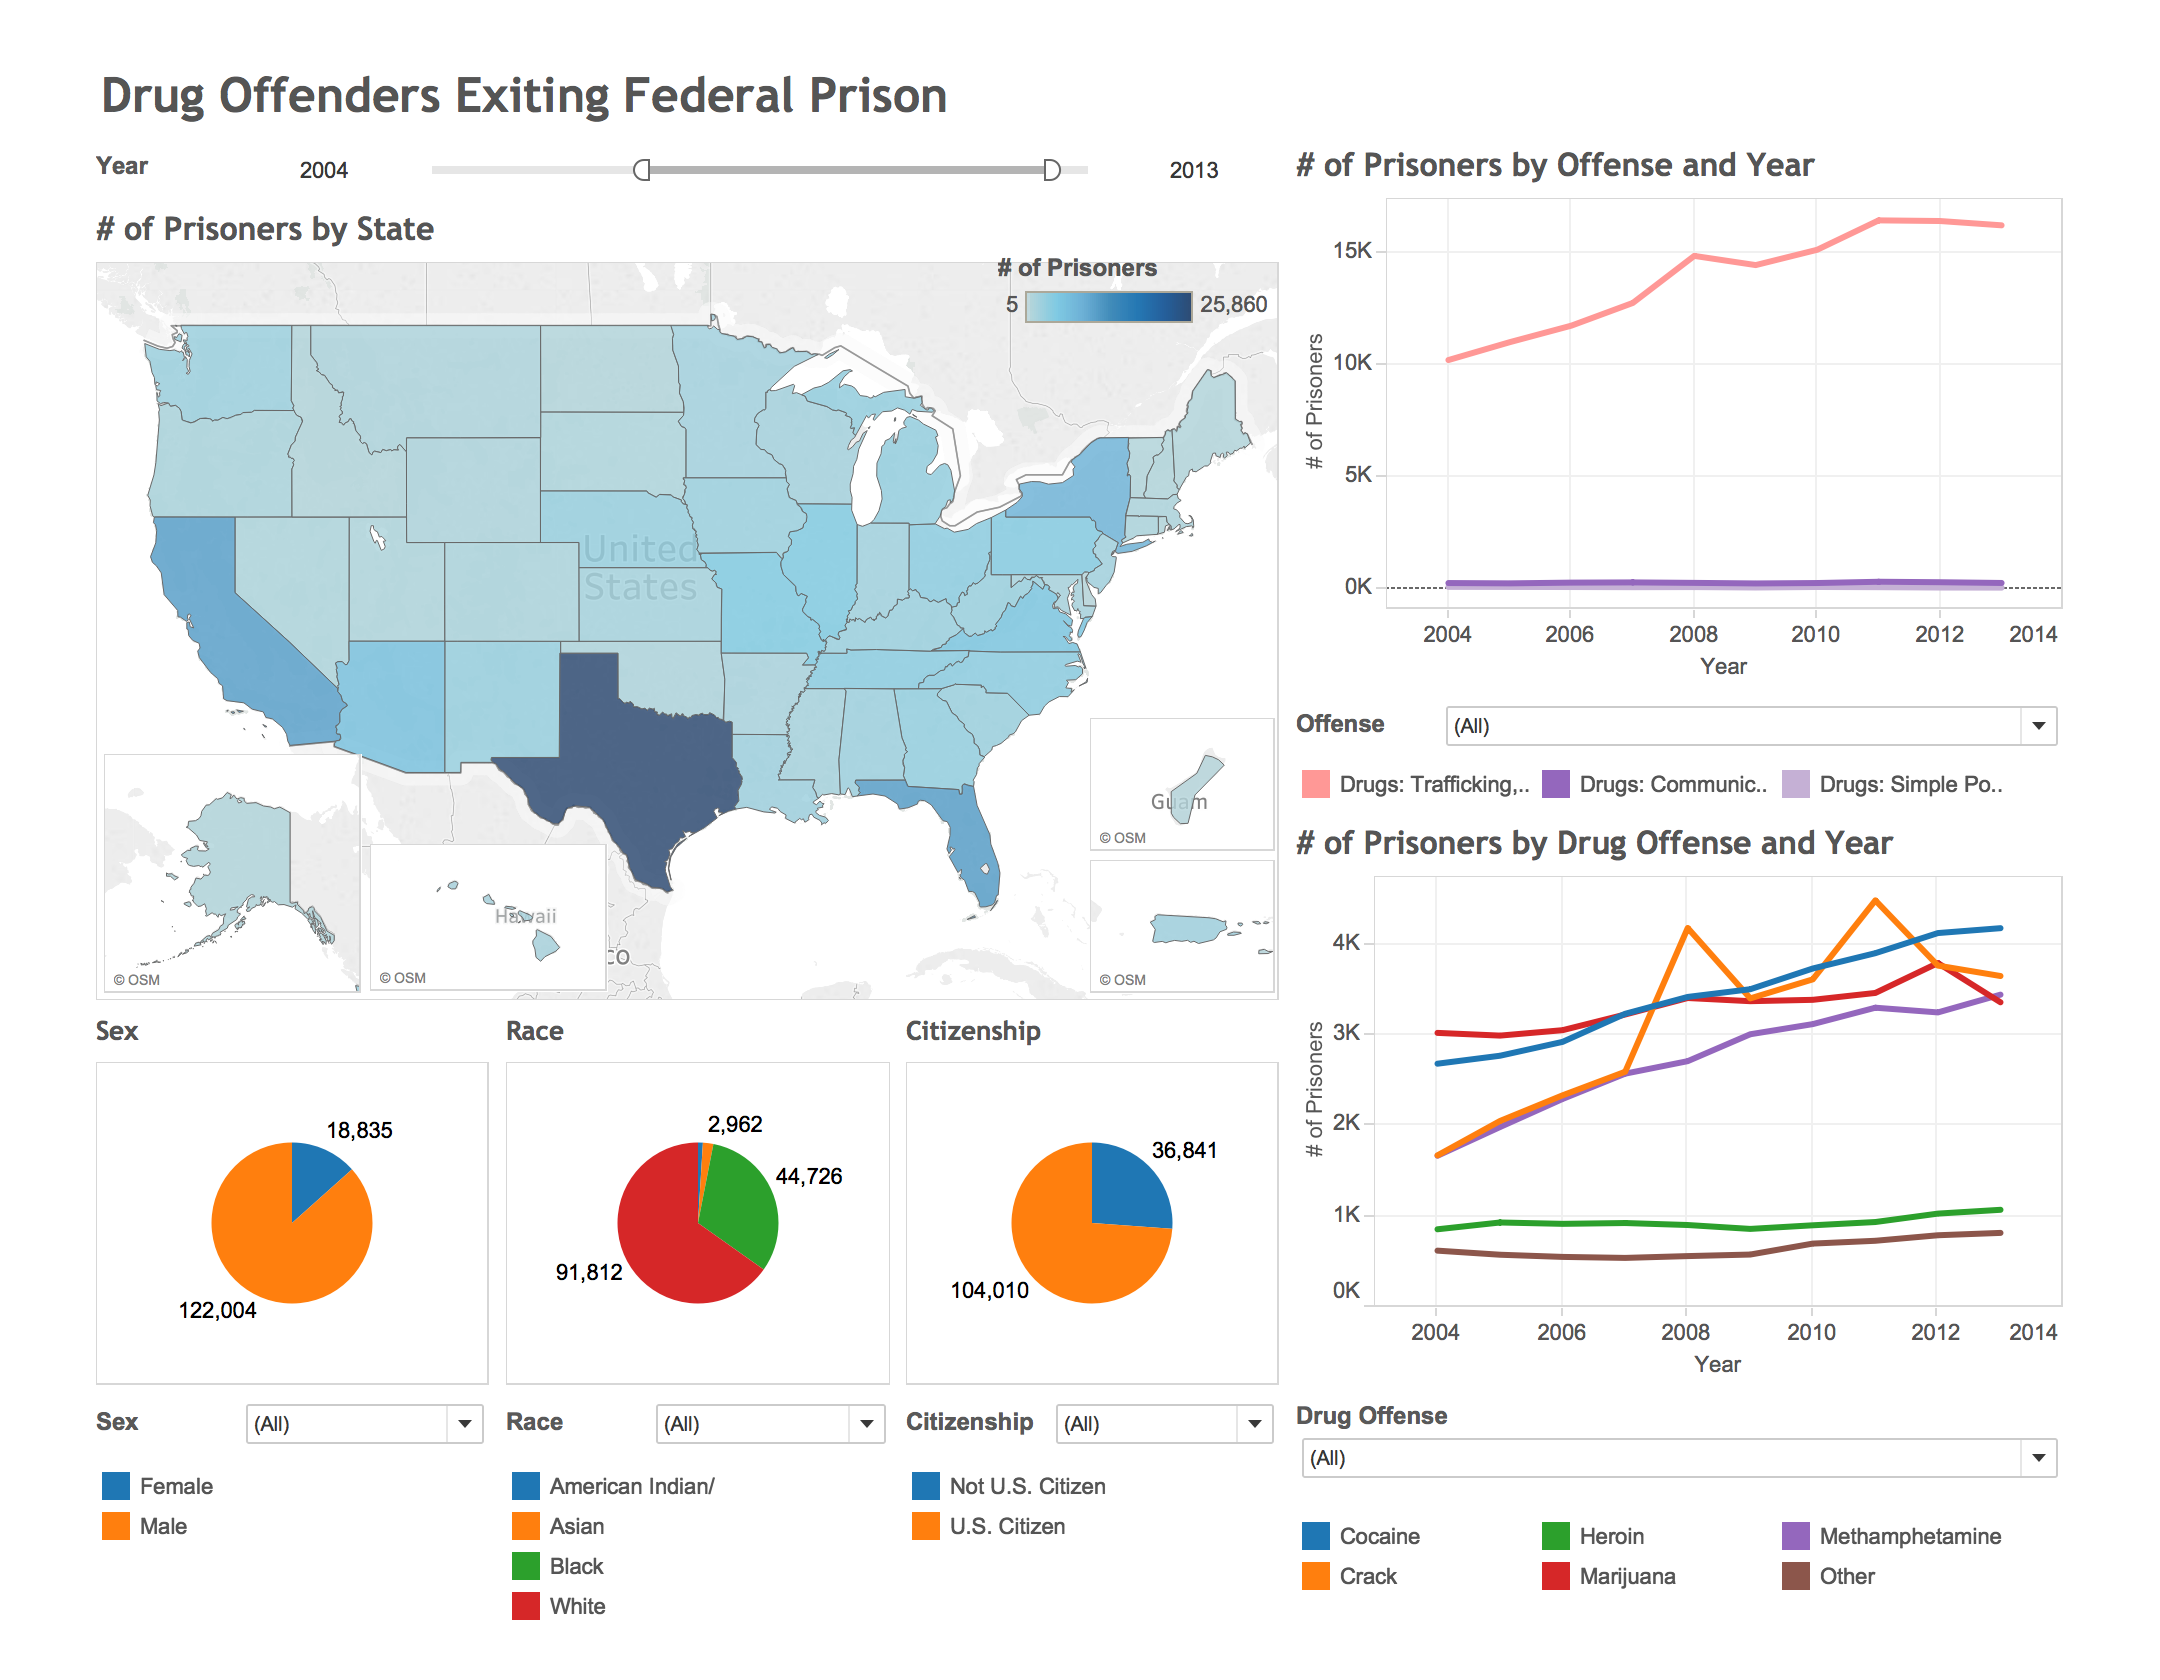 Drug Offenders Exiting Federal Prison
Year
2004
2013
# of Prisoners by State
# of Prisoners
5
25,860
United
States
Guam
© OSM
Hawaii
© OSM
© OSM
© OSM
CO
Sex
Race
Citizenship
18,835
122,004
2,962
44,726
91,812
36,841
104,010
Sex
(All)
Race
(All)
Citizenship
(All)
Female
Male
American Indian/
Asian
Black
White
Not U.S. Citizen
U.S. Citizen
# of Prisoners by Offense and Year
15K
10K
5K
0K
# of Prisoners
2004 2006 2008 2010 2012 2014
Year
Offense
(All)
Drugs: Trafficking,.. Drugs: Communic.. Drugs: Simple Po..
# of Prisoners by Drug Offense and Year
4K
3K
2K
1K
0K
# of Prisoners
2004 2006 2008 2010 2012 2014
Year
Drug Offense
(All)
Cocaine Heroin Methamphetamine
Crack Marijuana Other